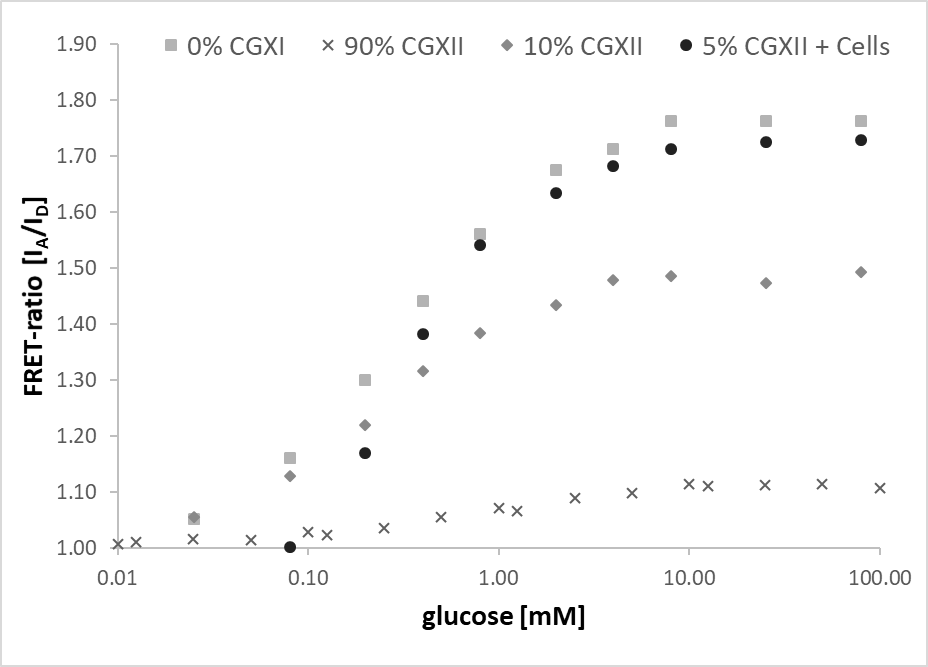 1.90
0% CGXI 90% CGXII 10% CGXII 5% CGXII + Cells
1.80
1.70
1.60
1.50
1.40
1.30
1.20
1.10
1.00
FRET-ratio [IA/ID]
0.01 0.10 1.00 10.00 100.00
glucose [mM]